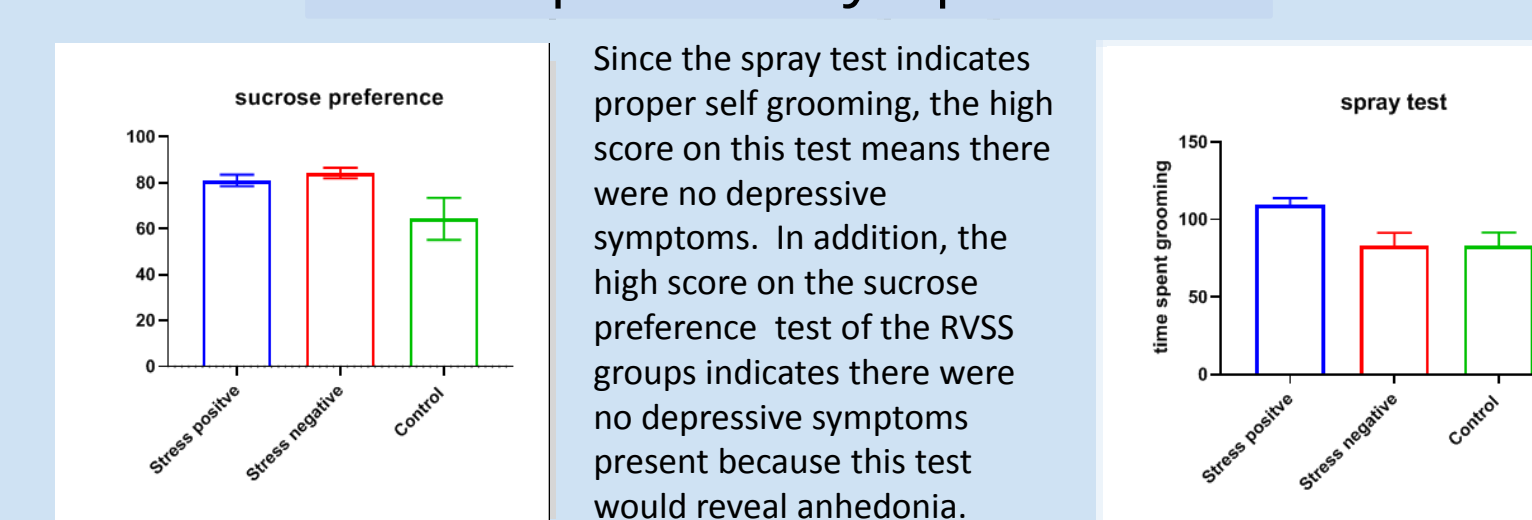 sucrose preference
100
80
60
40
20
0
Stress positve
Stress negative
Control
Since the spray test indicates
proper self grooming, the high
score on this test means there
were no depressive
symptoms. In addition, the
high score on the sucrose
preference test of the RVSS
groups indicates there were
no depressive symptoms
present because this test
would reveal anhedonia.
spray test
time spent grooming
150
100
50
0
Stress positve
Stress negative
Control